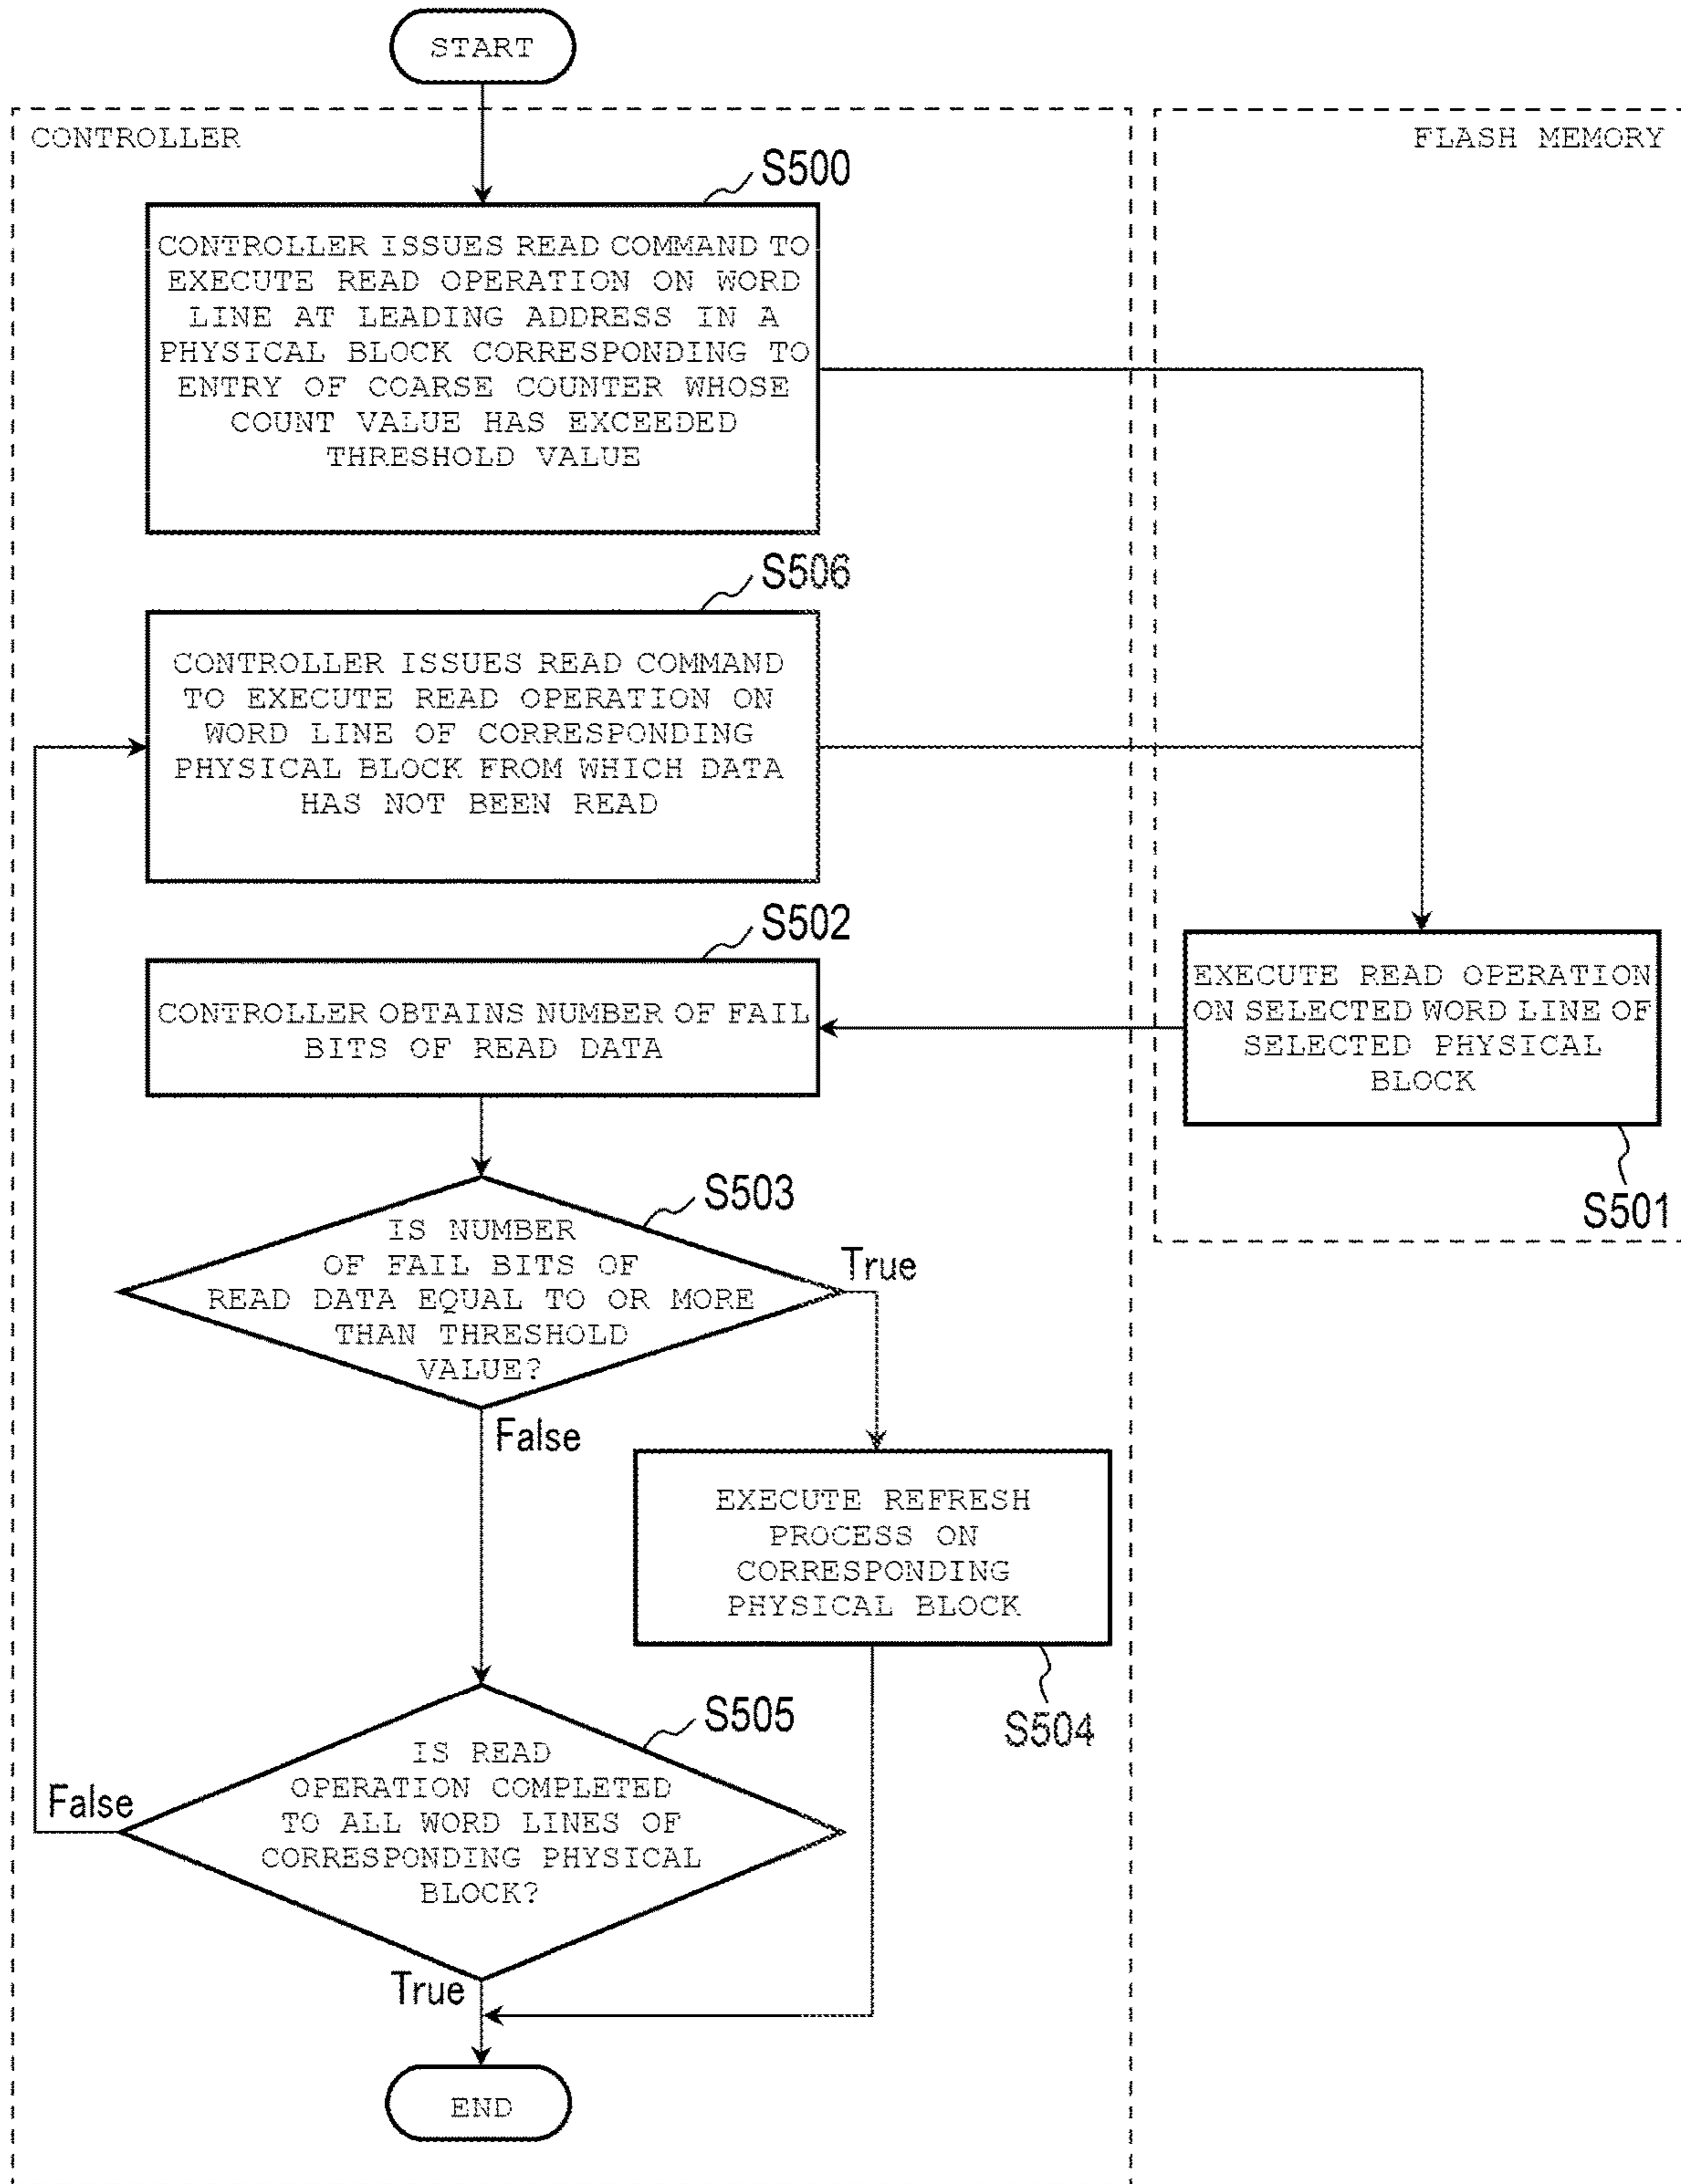 START
CONTROLLER
FLASH MEMORY
S500
CONTROLLER ISSUES READ COMMAND TO
EXECUTE READ OPERATION ON WORD
LINE AT LEADING ADDRESS IN A
PHYSICAL BLOCK CORRESPONDING TO
ENTRY OF COARSE COUNTER WHOSE
COUNT VALUE HAS EXCEEDED
THRESHOLD VALUE
S506
CONTROLLER ISSUES READ COMMAND
TO EXECUTE READ OPERATION ON
WORD LINE OF CORRESPONDING
PHYSICAL BLOCK FROM WHICH DATA
HAS NOT BEEN READ
S502
CONTROLLER OBTAINS NUMBER OF FAIL
BITS OF READ DATA
EXECUTE READ OPERATION
ON SELECTED WORD LINE OF
SELECTED PHYSICAL
BLOCK
S501
S503
IS NUMBER
OF FAIL BITS OF
READ DATA EQUAL TO OR MORE
THAN THRESHOLD
VALUE?
True
False
EXECUTE REFRESH
PROCESS ON
CORRESPONDING
PHYSICAL BLOCK
S504
S505
IS READ
OPERATION COMPLETED
TO ALL WORD LINES OF
CORRESPONDING PHYSICAL
BLOCK?
False
True
END